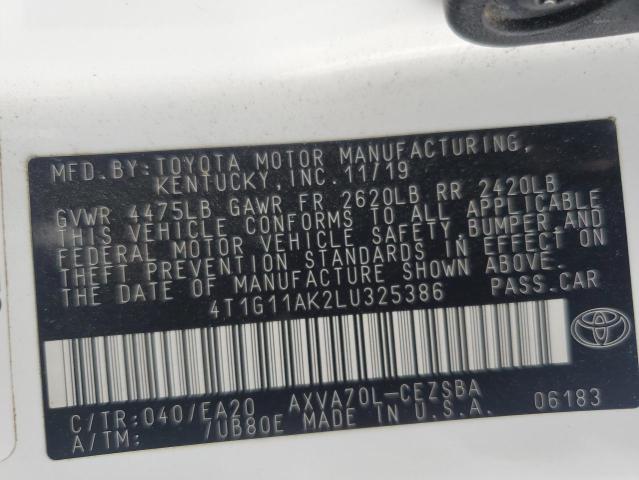 MFD.BY:TOYOTA MOTOR MANUFACTURING,
KENTUCKY,INC.11/19
GVWR 4475LB GAWR FR 2620LB RR 2420LB
THIS VEHICLE CONFORMS TO ALL APPLICABLE
FEDERAL MOTOR VEHICLE SAFETY,BUMPER,AND
THEFT PREVENTION STANDARDS IN EFFECT ON
THE DATE OF MANUFACTURE SHOWN ABOVE.
4T1G11AK2LU325386 PASS.CAR
C/TR:040/EA20 AXVA70L-CEZSBA 06183
A/TM: 7UB80E MADE IN U.S.A.